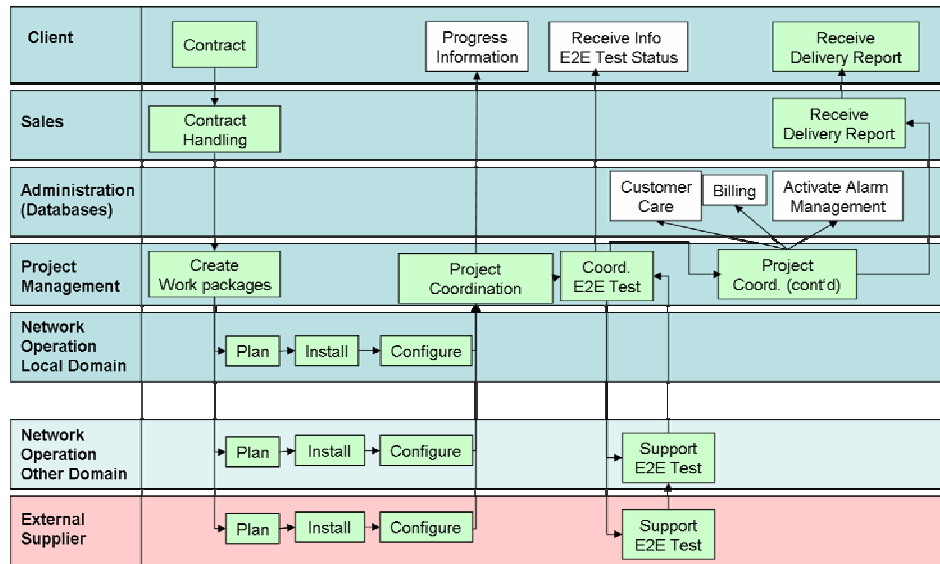 Client
Contract
Progress
Information
Receive Info
E2E Test Status
Receive
Delivery Report
Sales
Contract
Handling
Receive
Delivery Report
Administration
(Databases)
Customer
Care
Billing
Activate Alarm
Management
Project
Management
Create
Work packages
Project
Coordination
Coord.
E2E Test
Project
Coord. (cont'd)
Network
Operation
Local Domain
Plan
Install
Configure
Network
Operation
Other Domain
Plan
Install
Configure
Support
E2E Test
External
Supplier
Plan
Install
Configure
Support
E2E Test